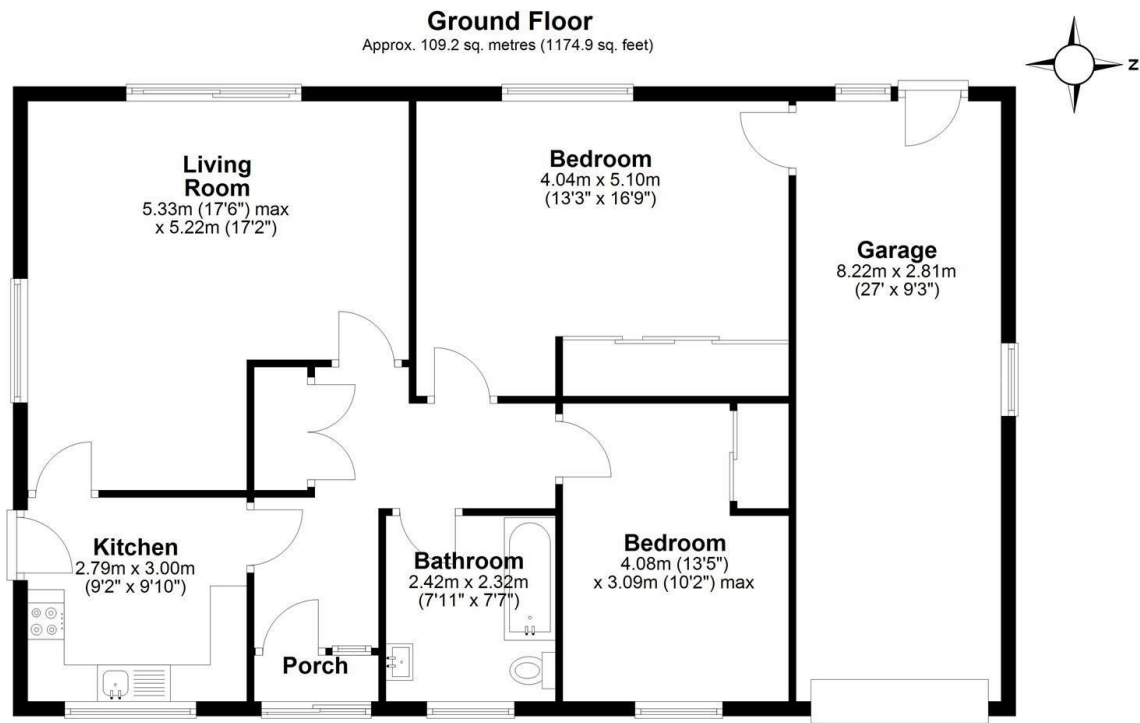 Ground Floor
Approx. 109.2 sq. metres (1174.9 sq. feet)
N
Living
Room
5.33m (17'6") max
x 5.22m (17'2")
Bedroom
4.04m x 5.10m
(13'3" x 16'9")
Garage
8.22m x 2.81m
(27' x 9'3")
Kitchen
2.79m x 3.00m
(9'2" x 9'10")
Bathroom
2.42m x 2.32m
(7'11" x 7'7")
Bedroom
4.08m (13'5")
x 3.09m (10'2") max
Porch